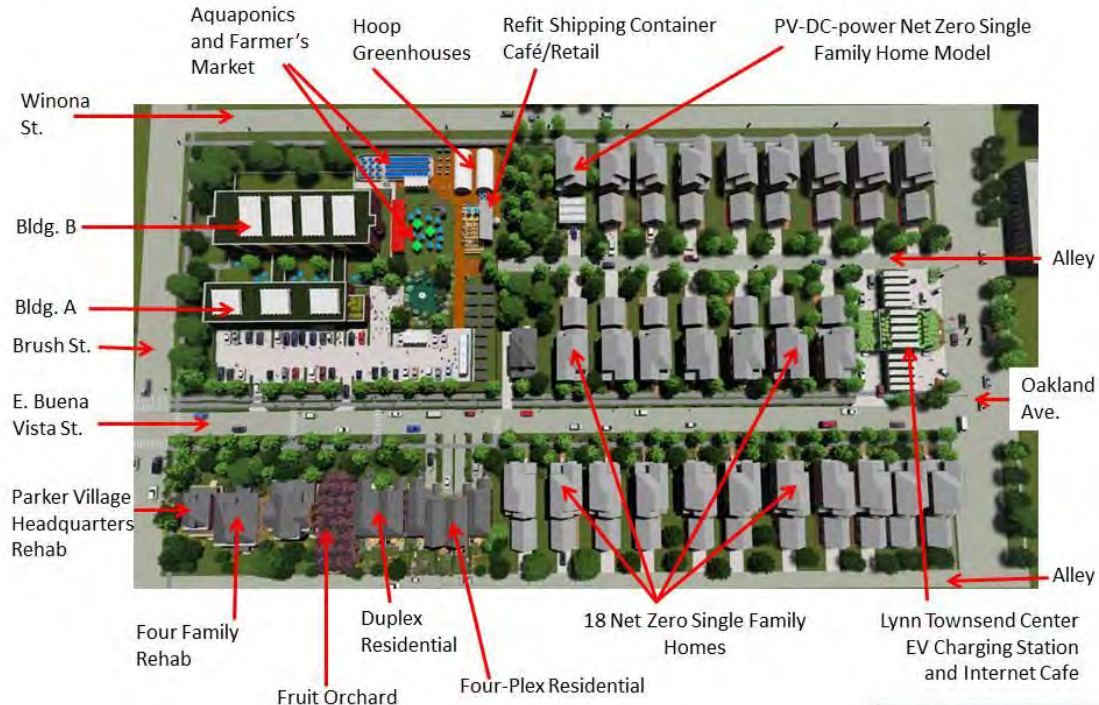 Aquaponics
and Farmer's
Market
Hoop
Greenhouses
Refit Shipping Container
Café/Retail
PV-DC-power Net Zero Single
Family Home Model
Winona
St.
Bldg. B
Bldg. A
Brush St.
E. Buena
Vista St.
Parker Village
Headquarters
Rehab
Alley
Oakland
Ave.
Alley
Four Family
Rehab
Fruit Orchard
Duplex
Residential
Four-Plex Residential
18 Net Zero Single Family
Homes
Lynn Townsend Center
EV Charging Station
and Internet Cafe